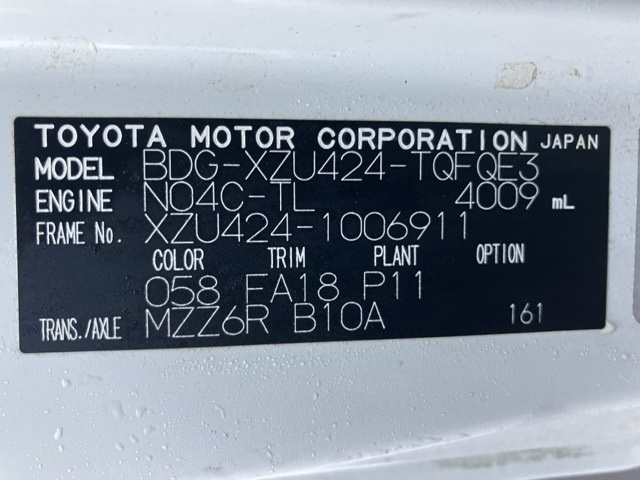 TOYOTA MOTOR CORPORATION JAPAN
MODEL BDG-XZU424-TQFQE3
ENGINE N04C-TL 4009 mL
FRAME No. XZU424-1006911
COLOR TRIM PLANT OPTION
058 FA18 P11
TRANS./AXLE MZZ6R B10A 161